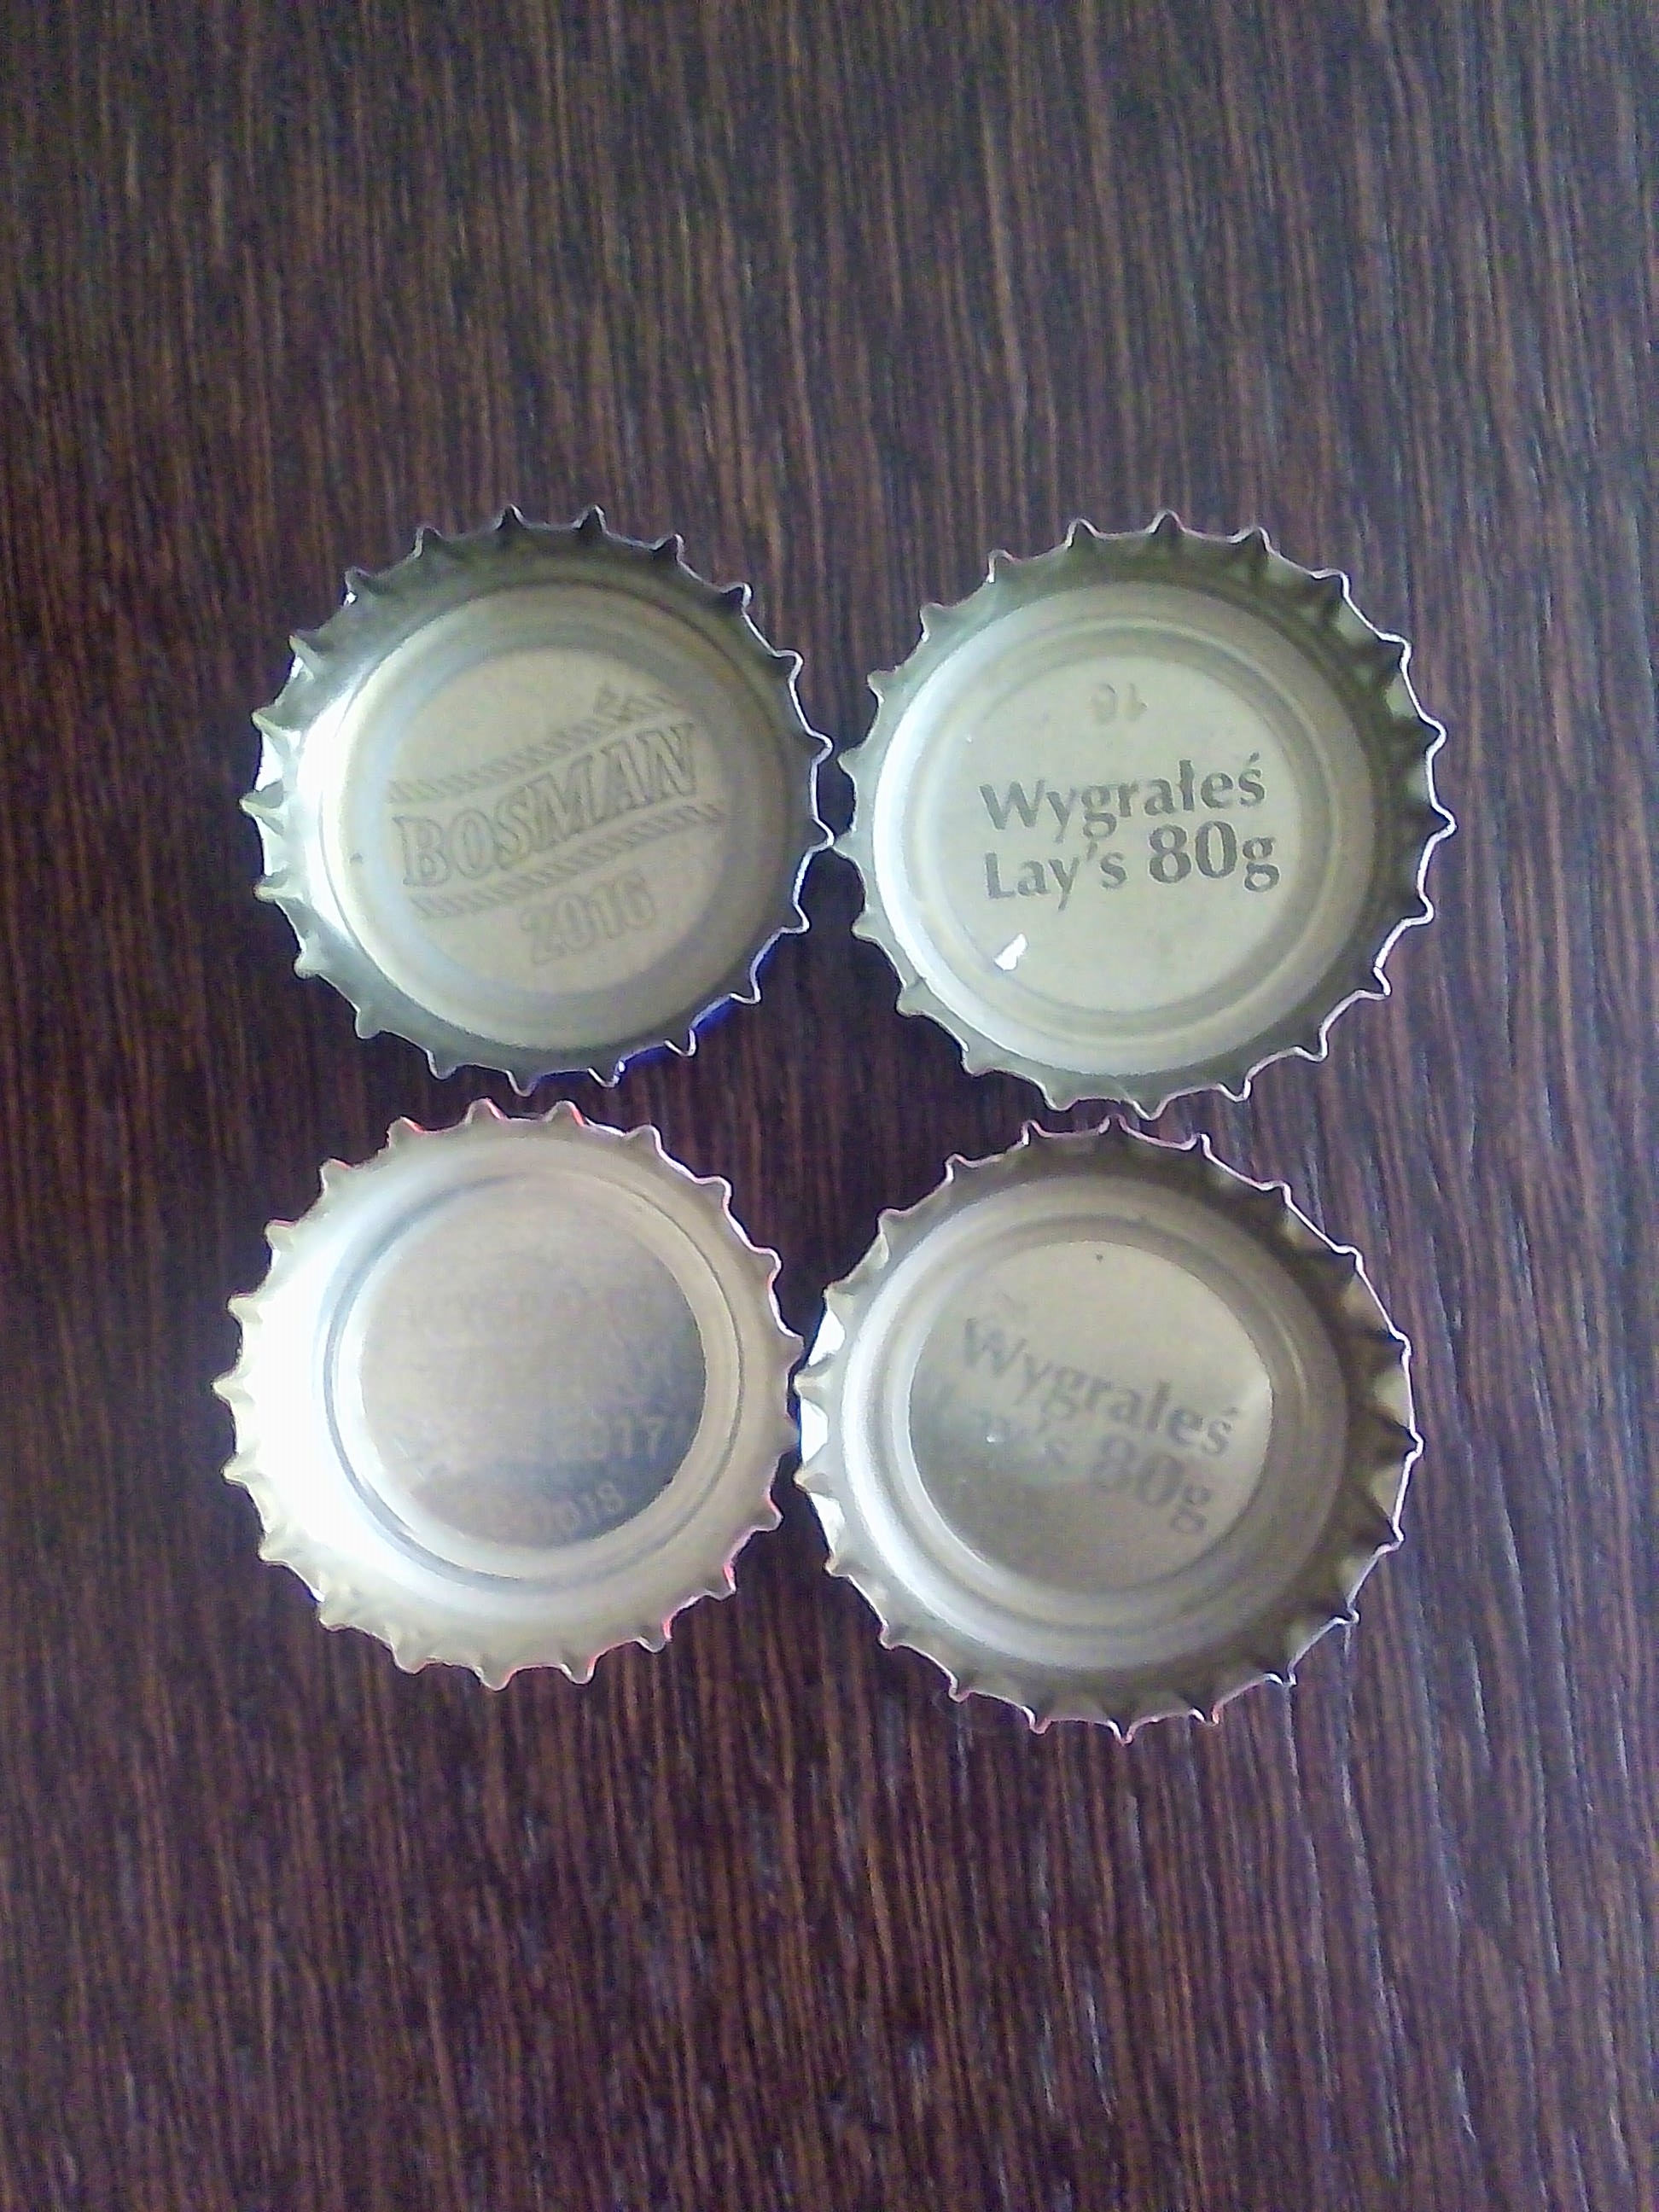 BOSMAN
2016
16
Wygrałeś
Lay's 80g
Wygrałeś
Lay's 80g